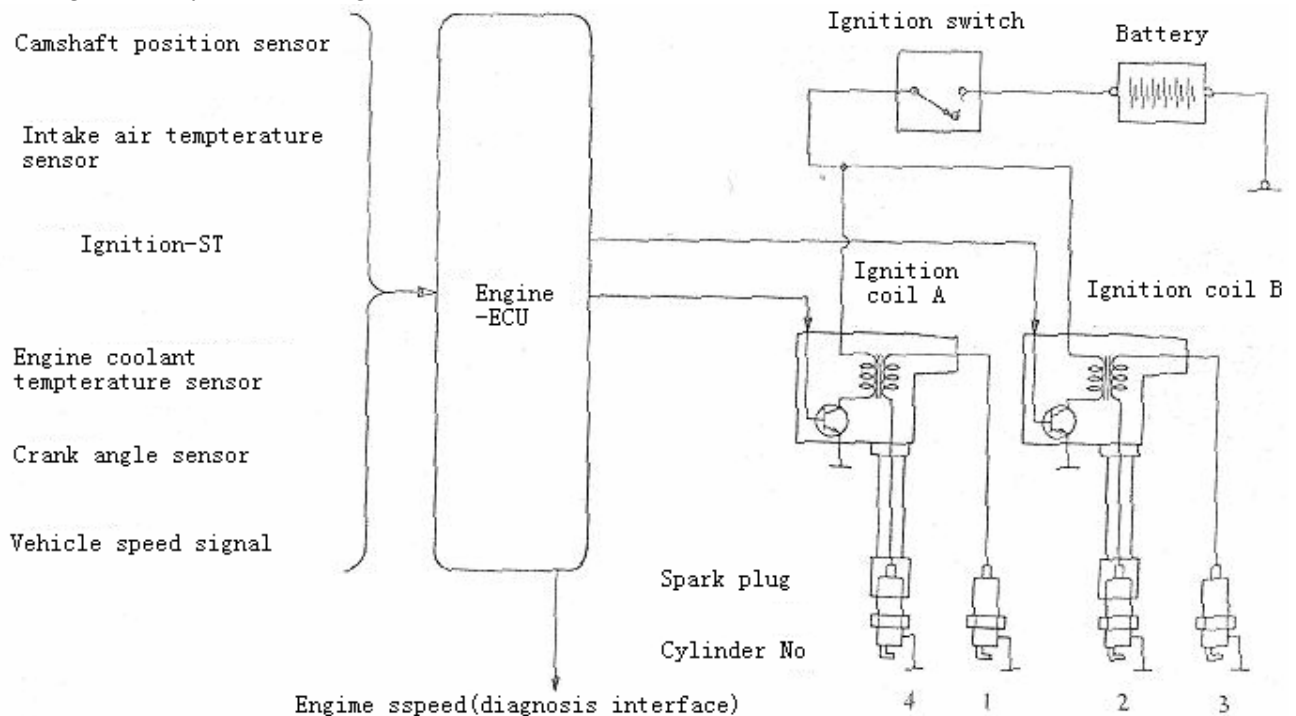 Camshaft position sensor
Intake air tempterature
sensor
Ignition-ST
Engine coolant
tempterature sensor
Crank angle sensor
Vehicle speed signal
Engine
-ECU
Engime sspeed(diagnosis interface)
Ignition switch
Battery
Ignition
coil A
Ignition coil B
Spark plug
Cylinder No
4 1 2 3